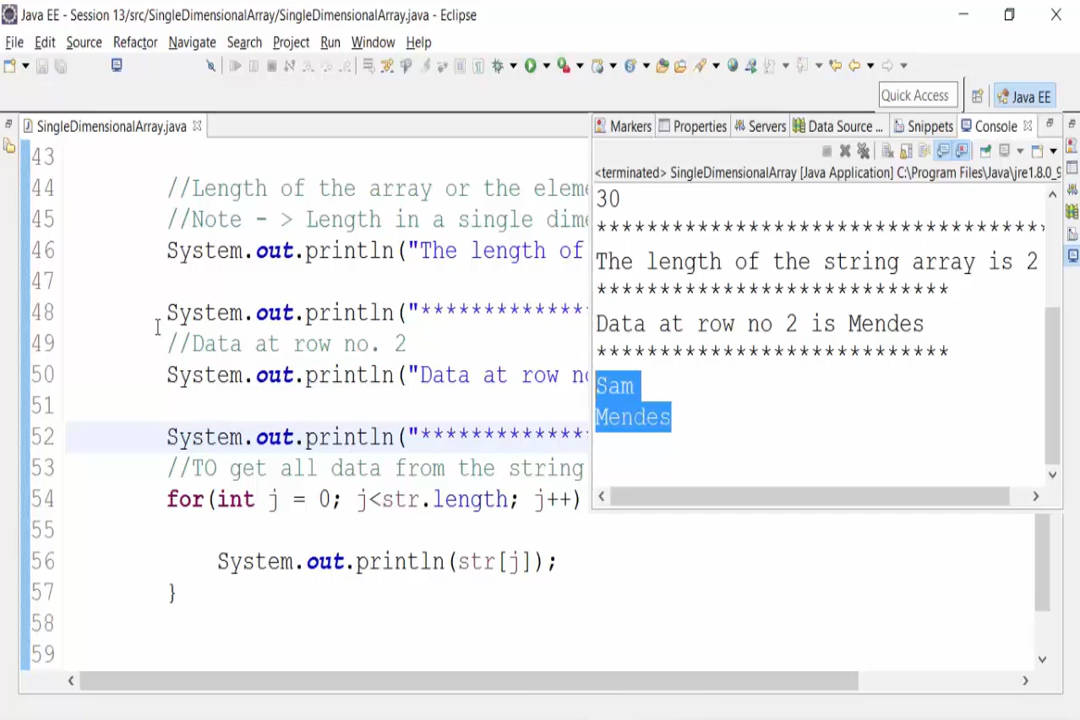 Java EE - Session 13/src/SingleDimensionalArray/SingleDimensionalArray.java - Eclipse
File Edit Source Refactor Navigate Search Project Run Window Help
Quick Access
Java EE
SingleDimensionalArray.java
43
44 //Length of the array or the eleme
45 //Note - > Length in a single dime
46 System.out.println("The length of
47
48 System.out.println("*************
49 //Data at row no. 2
50 System.out.println("Data at row no
51
52 System.out.println("*************
53 //TO get all data from the string
54 for(int j = 0; j<str.length; j++)
55
56 System.out.println(str[j]);
57 }
58
59
Markers Properties Servers Data Source ... Snippets Console
<terminated> SingleDimensionalArray [Java Application] C:\Program Files\Java\jre1.8.0_9
30
***********************************
The length of the string array is 2
****************************
Data at row no 2 is Mendes
****************************
Sam
Mendes